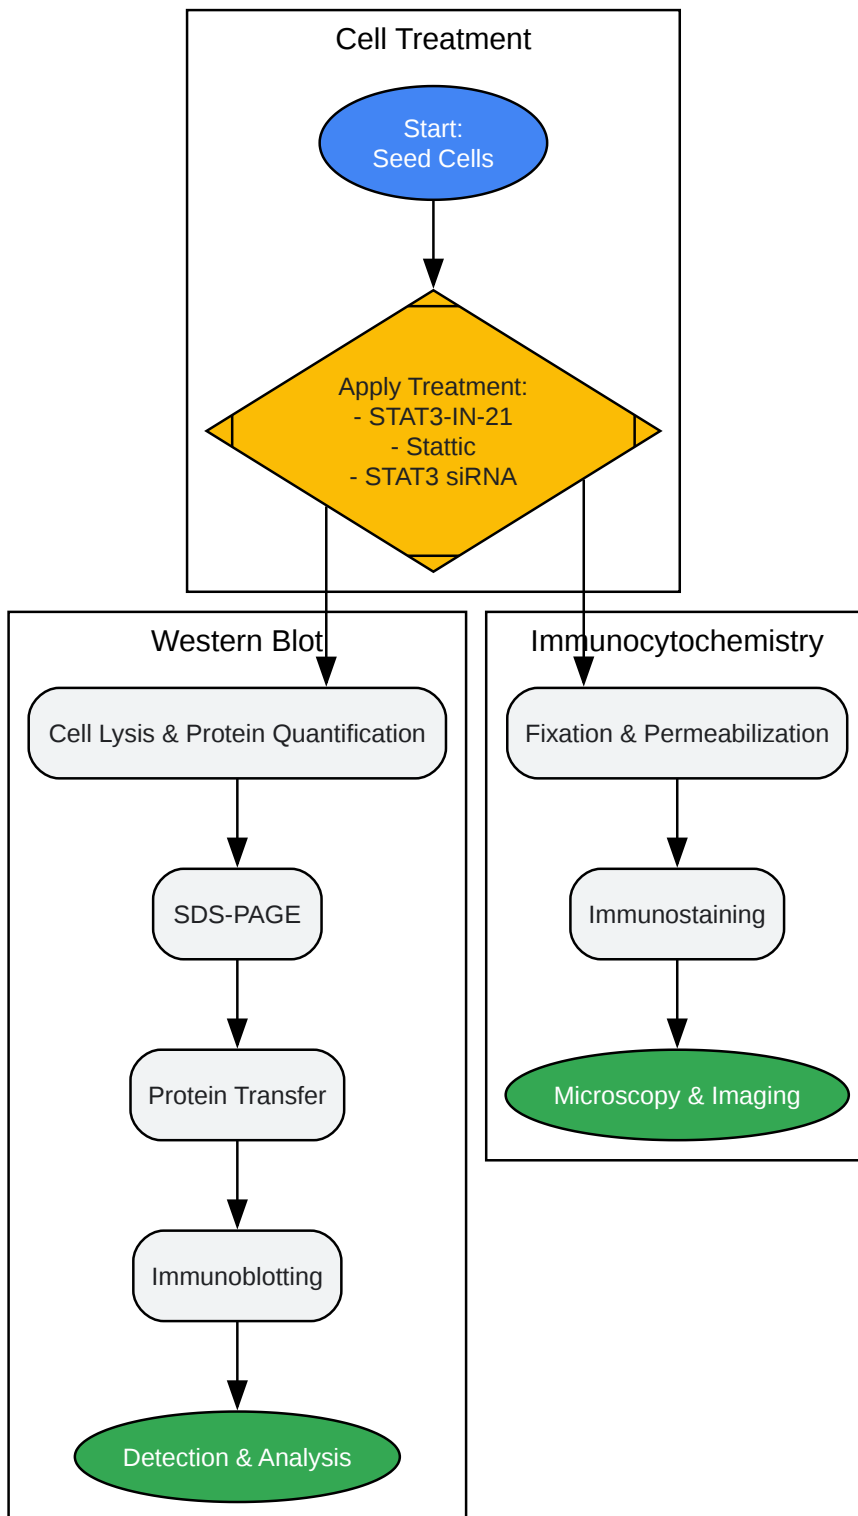 Cell Treatment
Start:
Seed Cells
Apply Treatment:
- STAT3-IN-21
- Stattic
- STAT3 siRNA
Western Blot
Cell Lysis & Protein Quantification
SDS-PAGE
Protein Transfer
Immunoblotting
Detection & Analysis
Immunocytochemistry
Fixation & Permeabilization
Immunostaining
Microscopy & Imaging